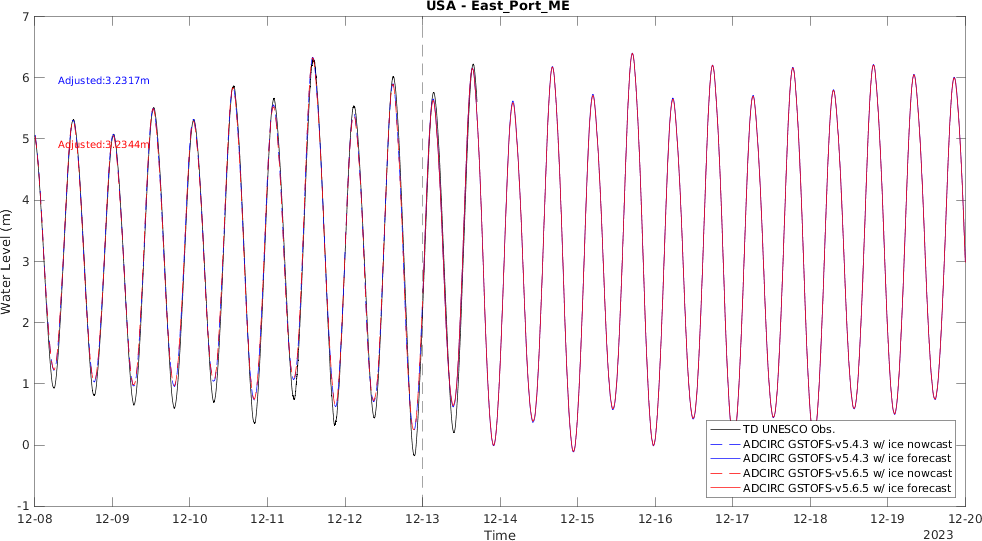 USA - East_Port_ME
7
6
5
4
3
2
1
0
-1
Water Level (m)
Adjusted:3.2317m
Adjusted:3.2344m
TD UNESCO Obs.
ADCIRC GSTOFS-v5.4.3 w/ ice nowcast
ADCIRC GSTOFS-v5.4.3 w/ ice forecast
ADCIRC GSTOFS-v5.6.5 w/ ice nowcast
ADCIRC GSTOFS-v5.6.5 w/ ice forecast
12-08 12-09 12-10 12-11 12-12 12-13 12-14 12-15 12-16 12-17 12-18 12-19 12-20
Time
2023